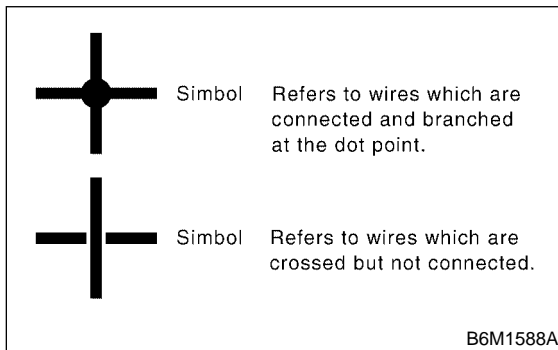 Simbol Refers to wires which are
connected and branched
at the dot point.
Simbol Refers to wires which are
crossed but not connected.
B6M1588A